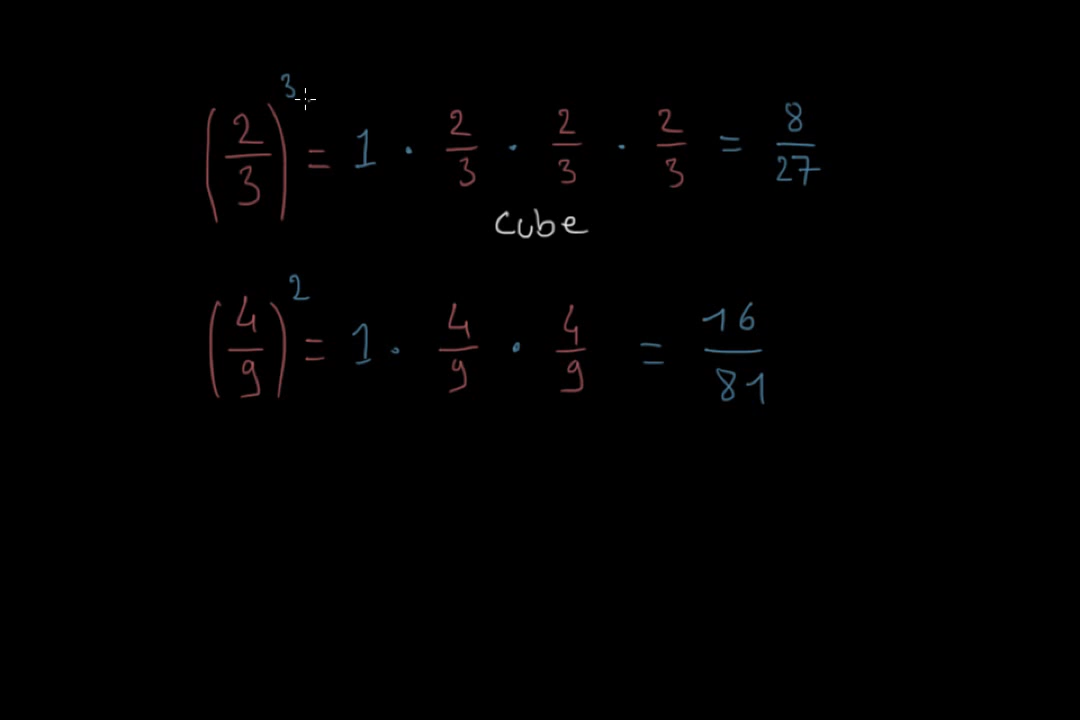 (2/3)³ = 1 · 2/3 · 2/3 · 2/3 = 8/27
cube
(4/9)² = 1 · 4/9 · 4/9 = 16/81